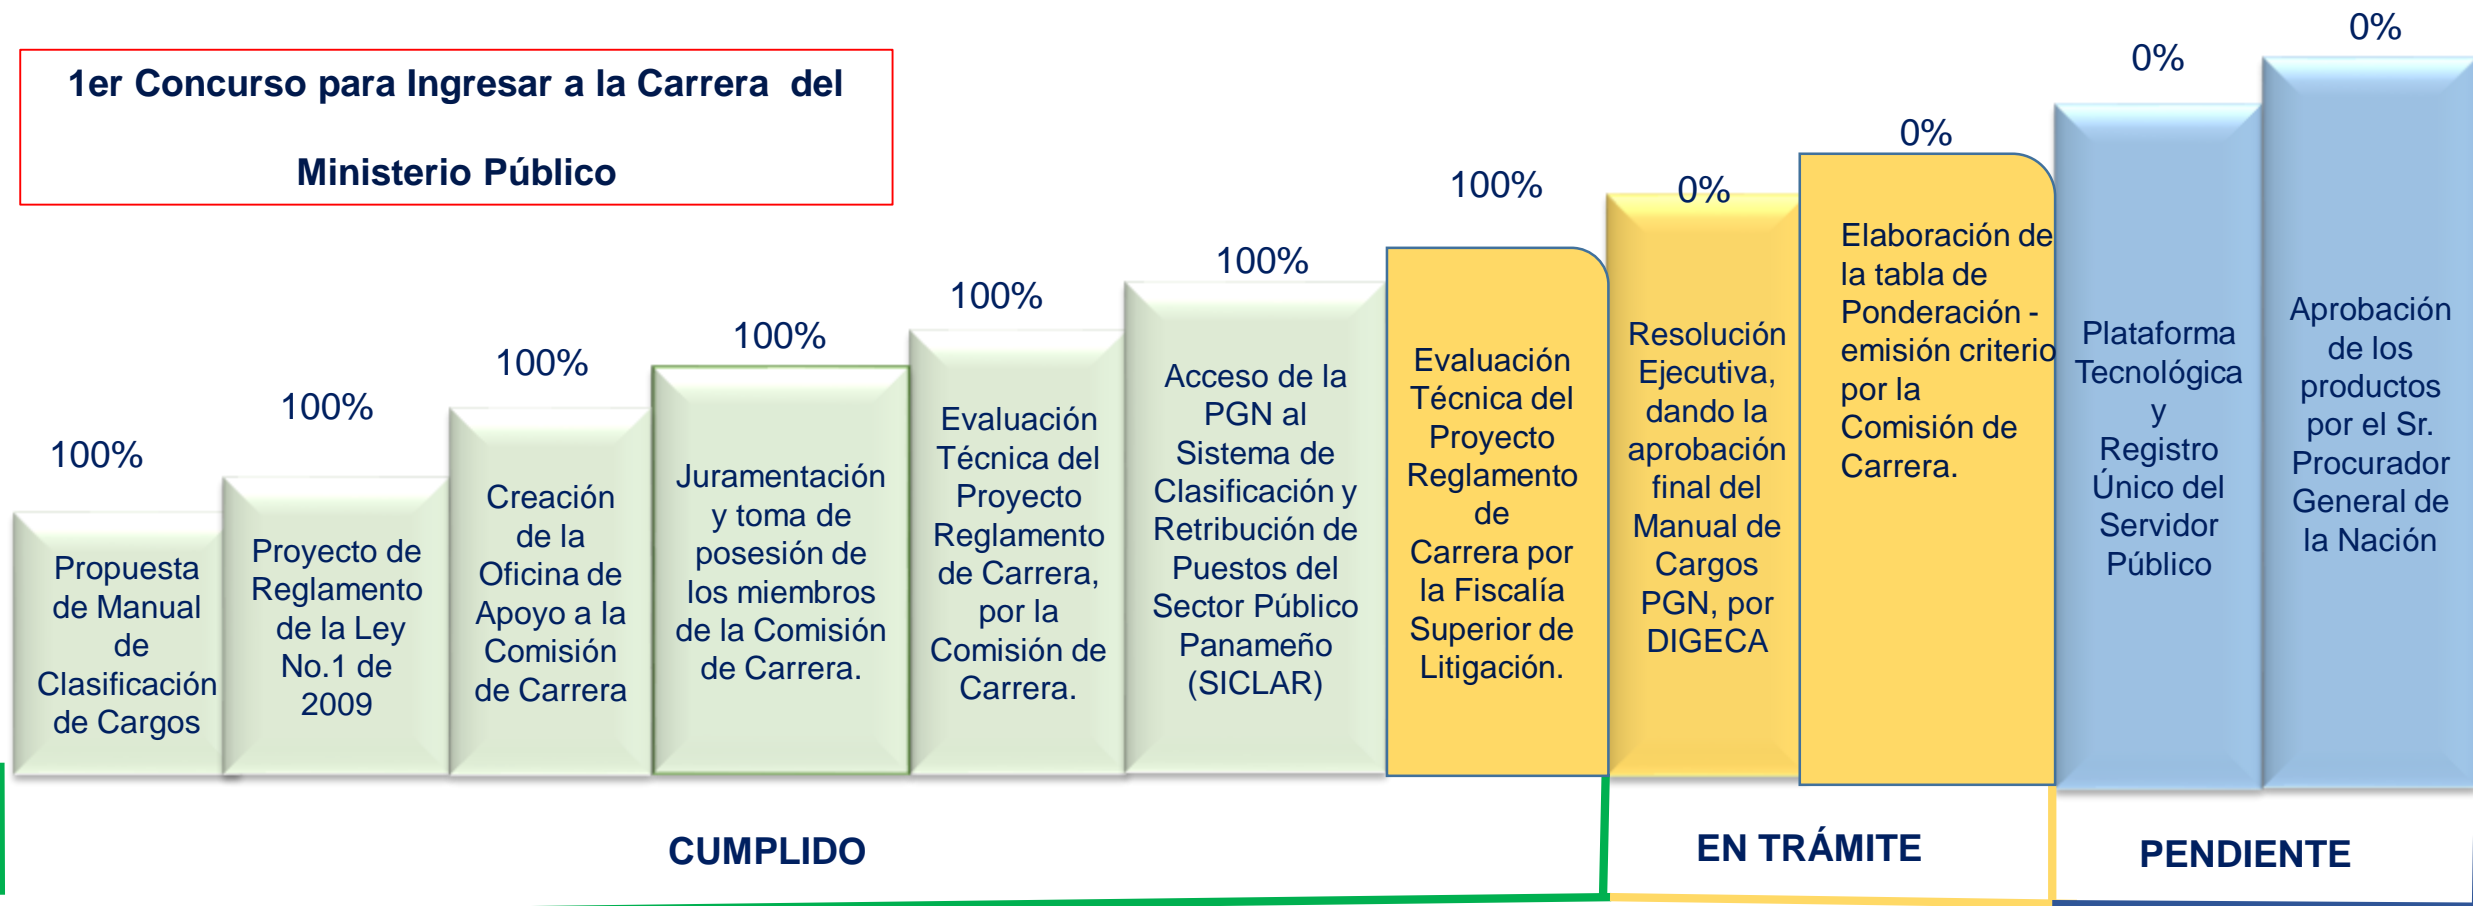 1er Concurso para Ingresar a la Carrera del
Ministerio Público
100%
Propuesta
de Manual
de
Clasificación
de Cargos
100%
Proyecto de
Reglamento
de la Ley
No.1 de
2009
100%
Creación
de la
Oficina de
Apoyo a la
Comisión
de Carrera
100%
Juramentación
y toma de
posesión de
los miembros
de la Comisión
de Carrera.
100%
Evaluación
Técnica del
Proyecto
Reglamento
de Carrera,
por la
Comisión de
Carrera.
100%
Acceso de la
PGN al
Sistema de
Clasificación y
Retribución de
Puestos del
Sector Público
Panameño
(SICLAR)
100%
Evaluación
Técnica del
Proyecto
Reglamento
de
Carrera por
la Fiscalía
Superior de
Litigación.
0%
Resolución
Ejecutiva,
dando la
aprobación
final del
Manual de
Cargos
PGN, por
DIGECA
0%
Elaboración de
la tabla de
Ponderación -
emisión criterio
por la
Comisión de
Carrera.
0%
Plataforma
Tecnológica
y
Registro
Único del
Servidor
Público
0%
Aprobación
de los
productos
por el Sr.
Procurador
General de
la Nación
CUMPLIDO
EN TRÁMITE
PENDIENTE